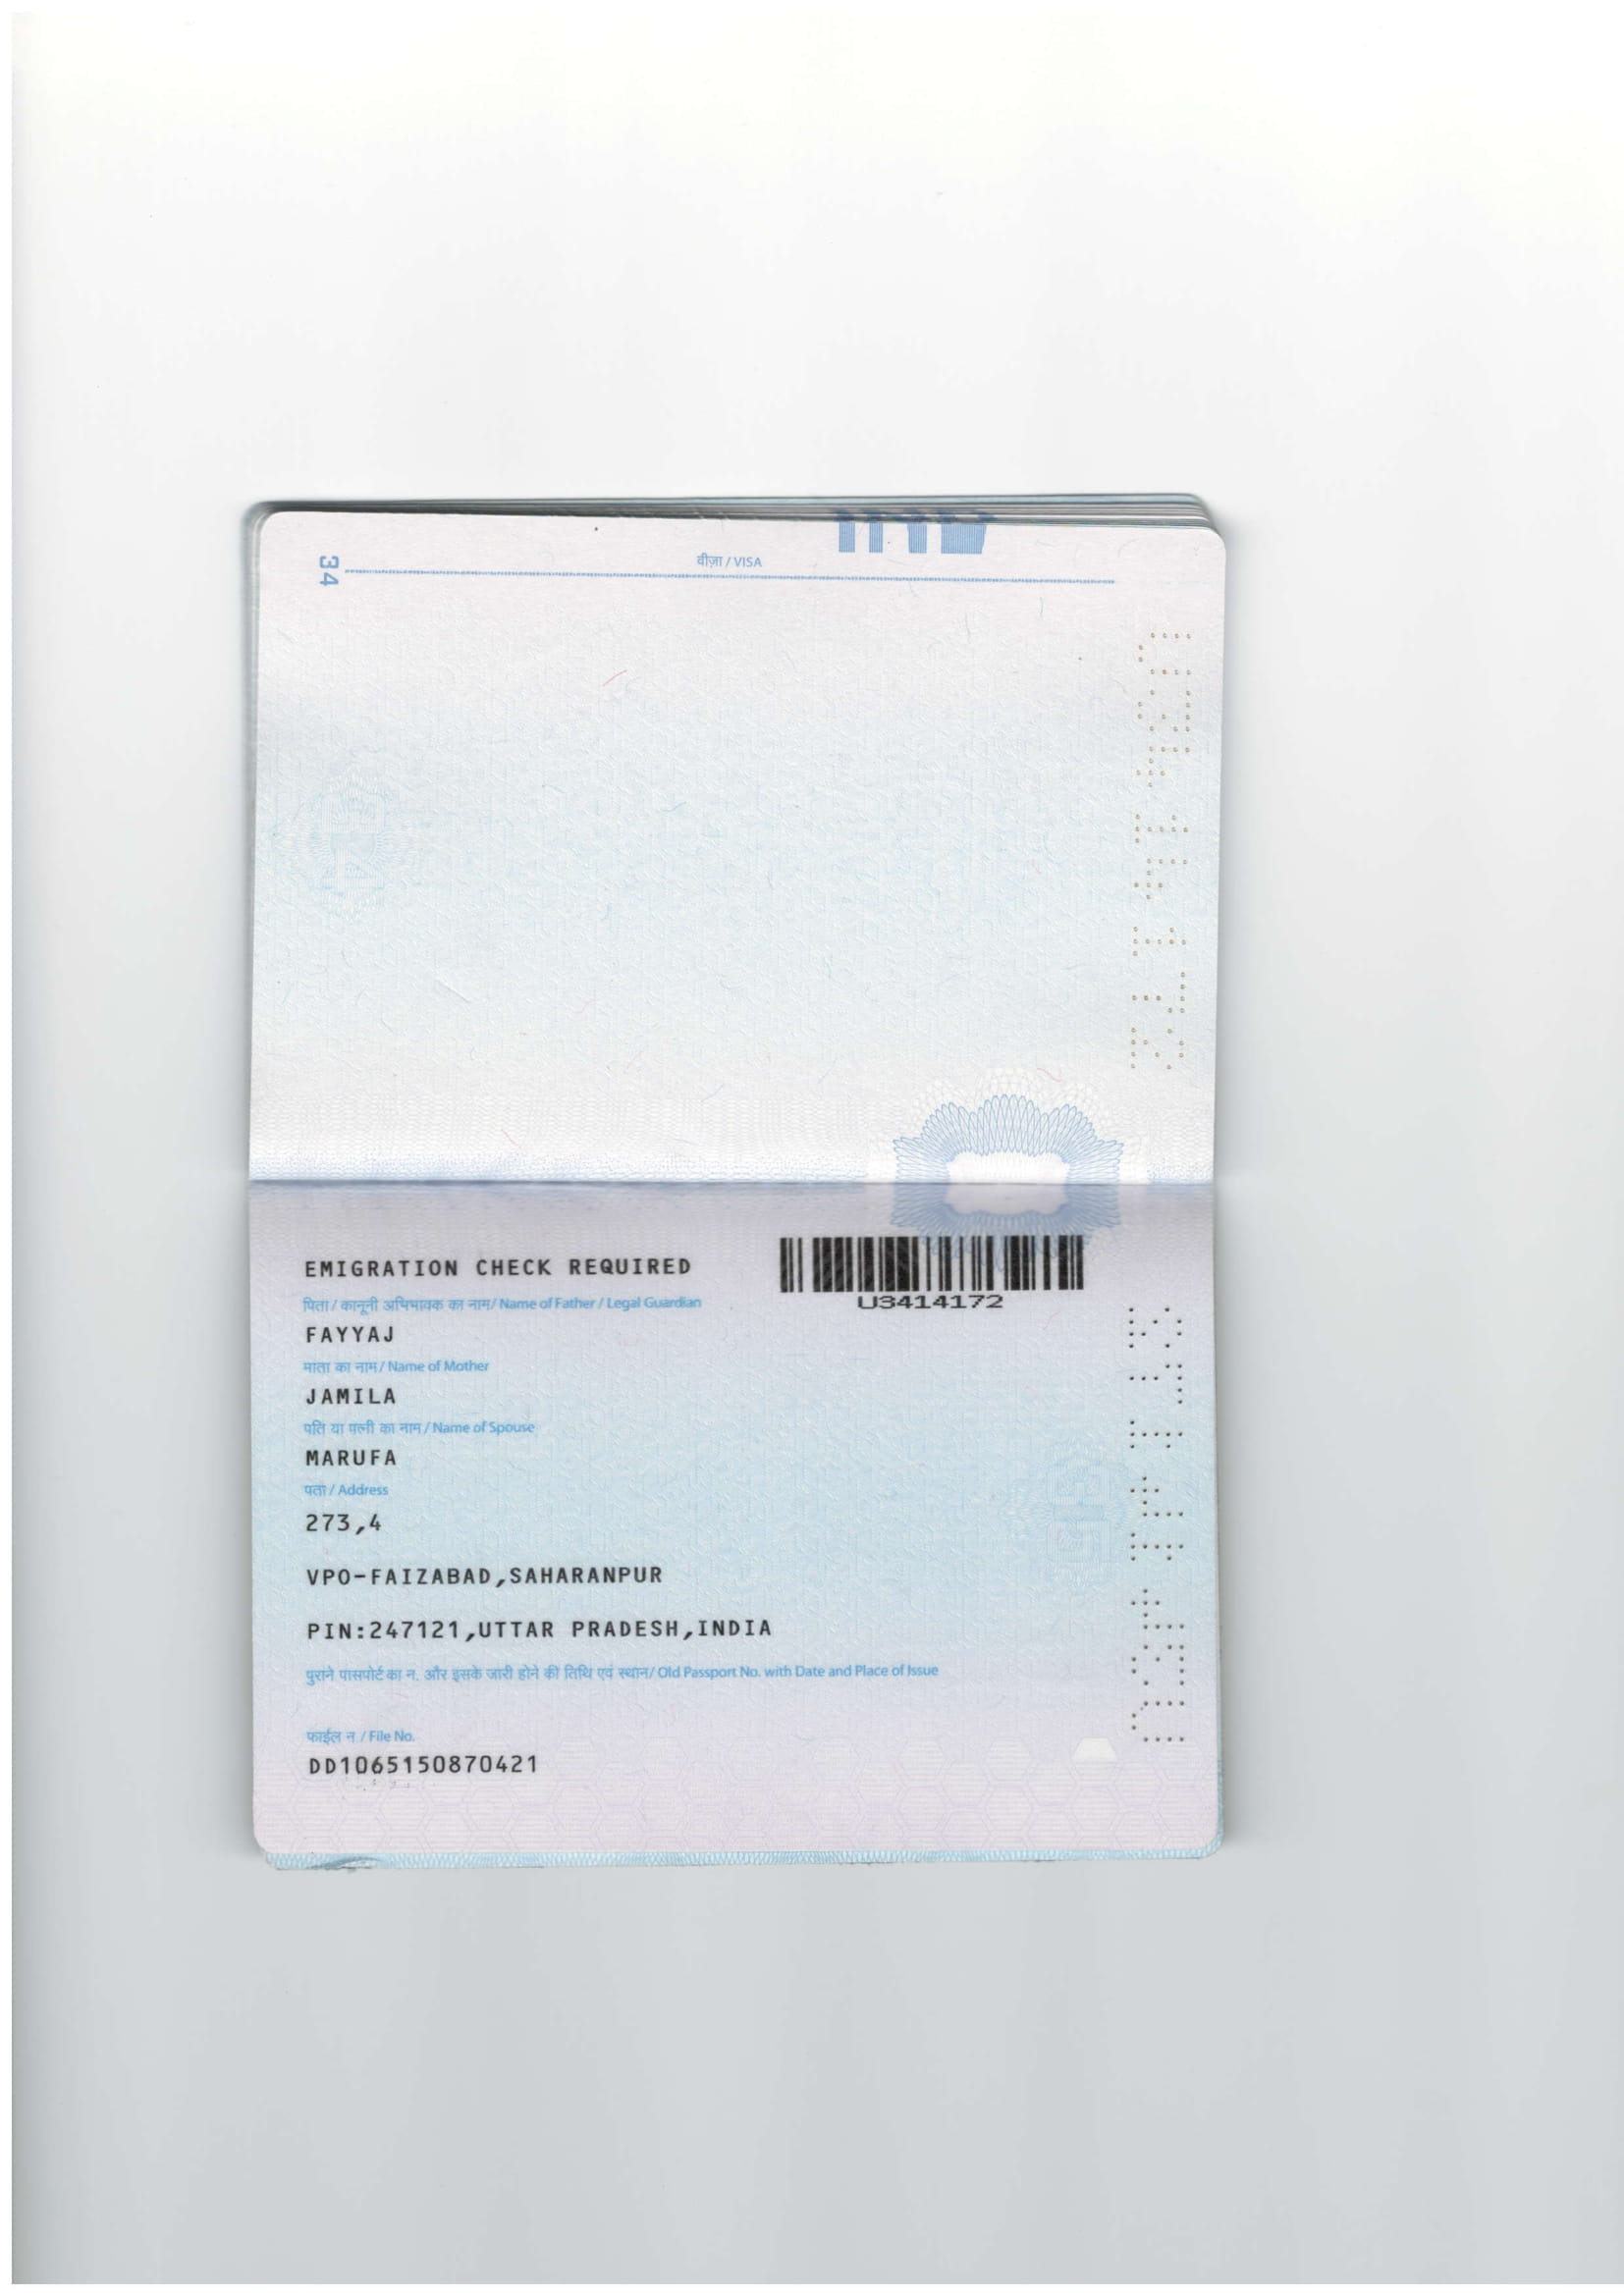 34
वीज़ा / VISA
U3414172
EMIGRATION CHECK REQUIRED
U3414172
पिता / कानूनी अभिभावक का नाम / Name of Father / Legal Guardian
FAYYAJ
माता का नाम / Name of Mother
JAMILA
पति या पत्नी का नाम / Name of Spouse
MARUFA
पता / Address
273,4
VPO-FAIZABAD,SAHARANPUR
PIN:247121,UTTAR PRADESH,INDIA
पुराने पासपोर्ट का न. और इसके जारी होने की तिथि एवं स्थान / Old Passport No. with Date and Place of Issue
फाईल न / File No.
DD1065150870421
U3414172